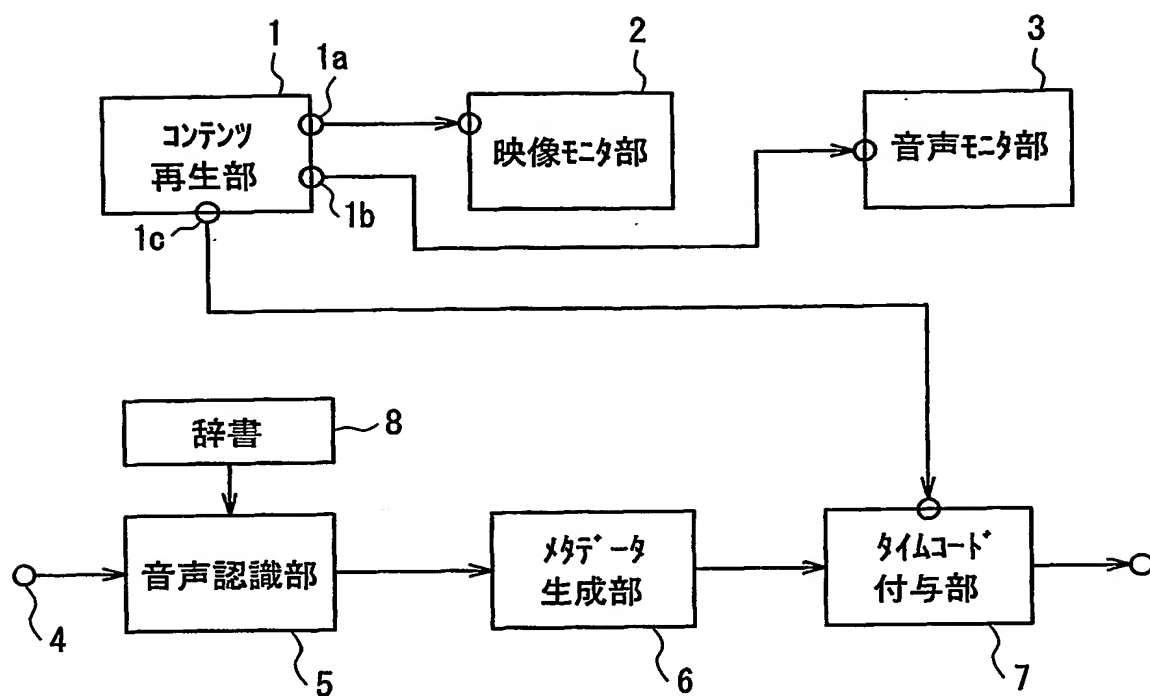 1
1a
2
3
コンテンツ
再生部
映像モニタ部
音声モニタ部
1b
1c
辞書
8
音声認識部
メタデータ
生成部
タイムコード
付与部
4
5
6
7